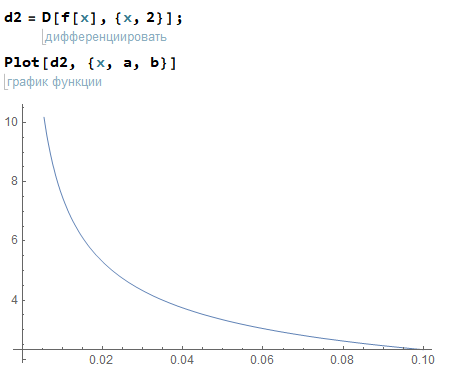 d2 = D[f[x], {x, 2}];
дифференцировать
Plot[d2, {x, a, b}]
график функции
10
8
6
4
0.02 0.04 0.06 0.08 0.10